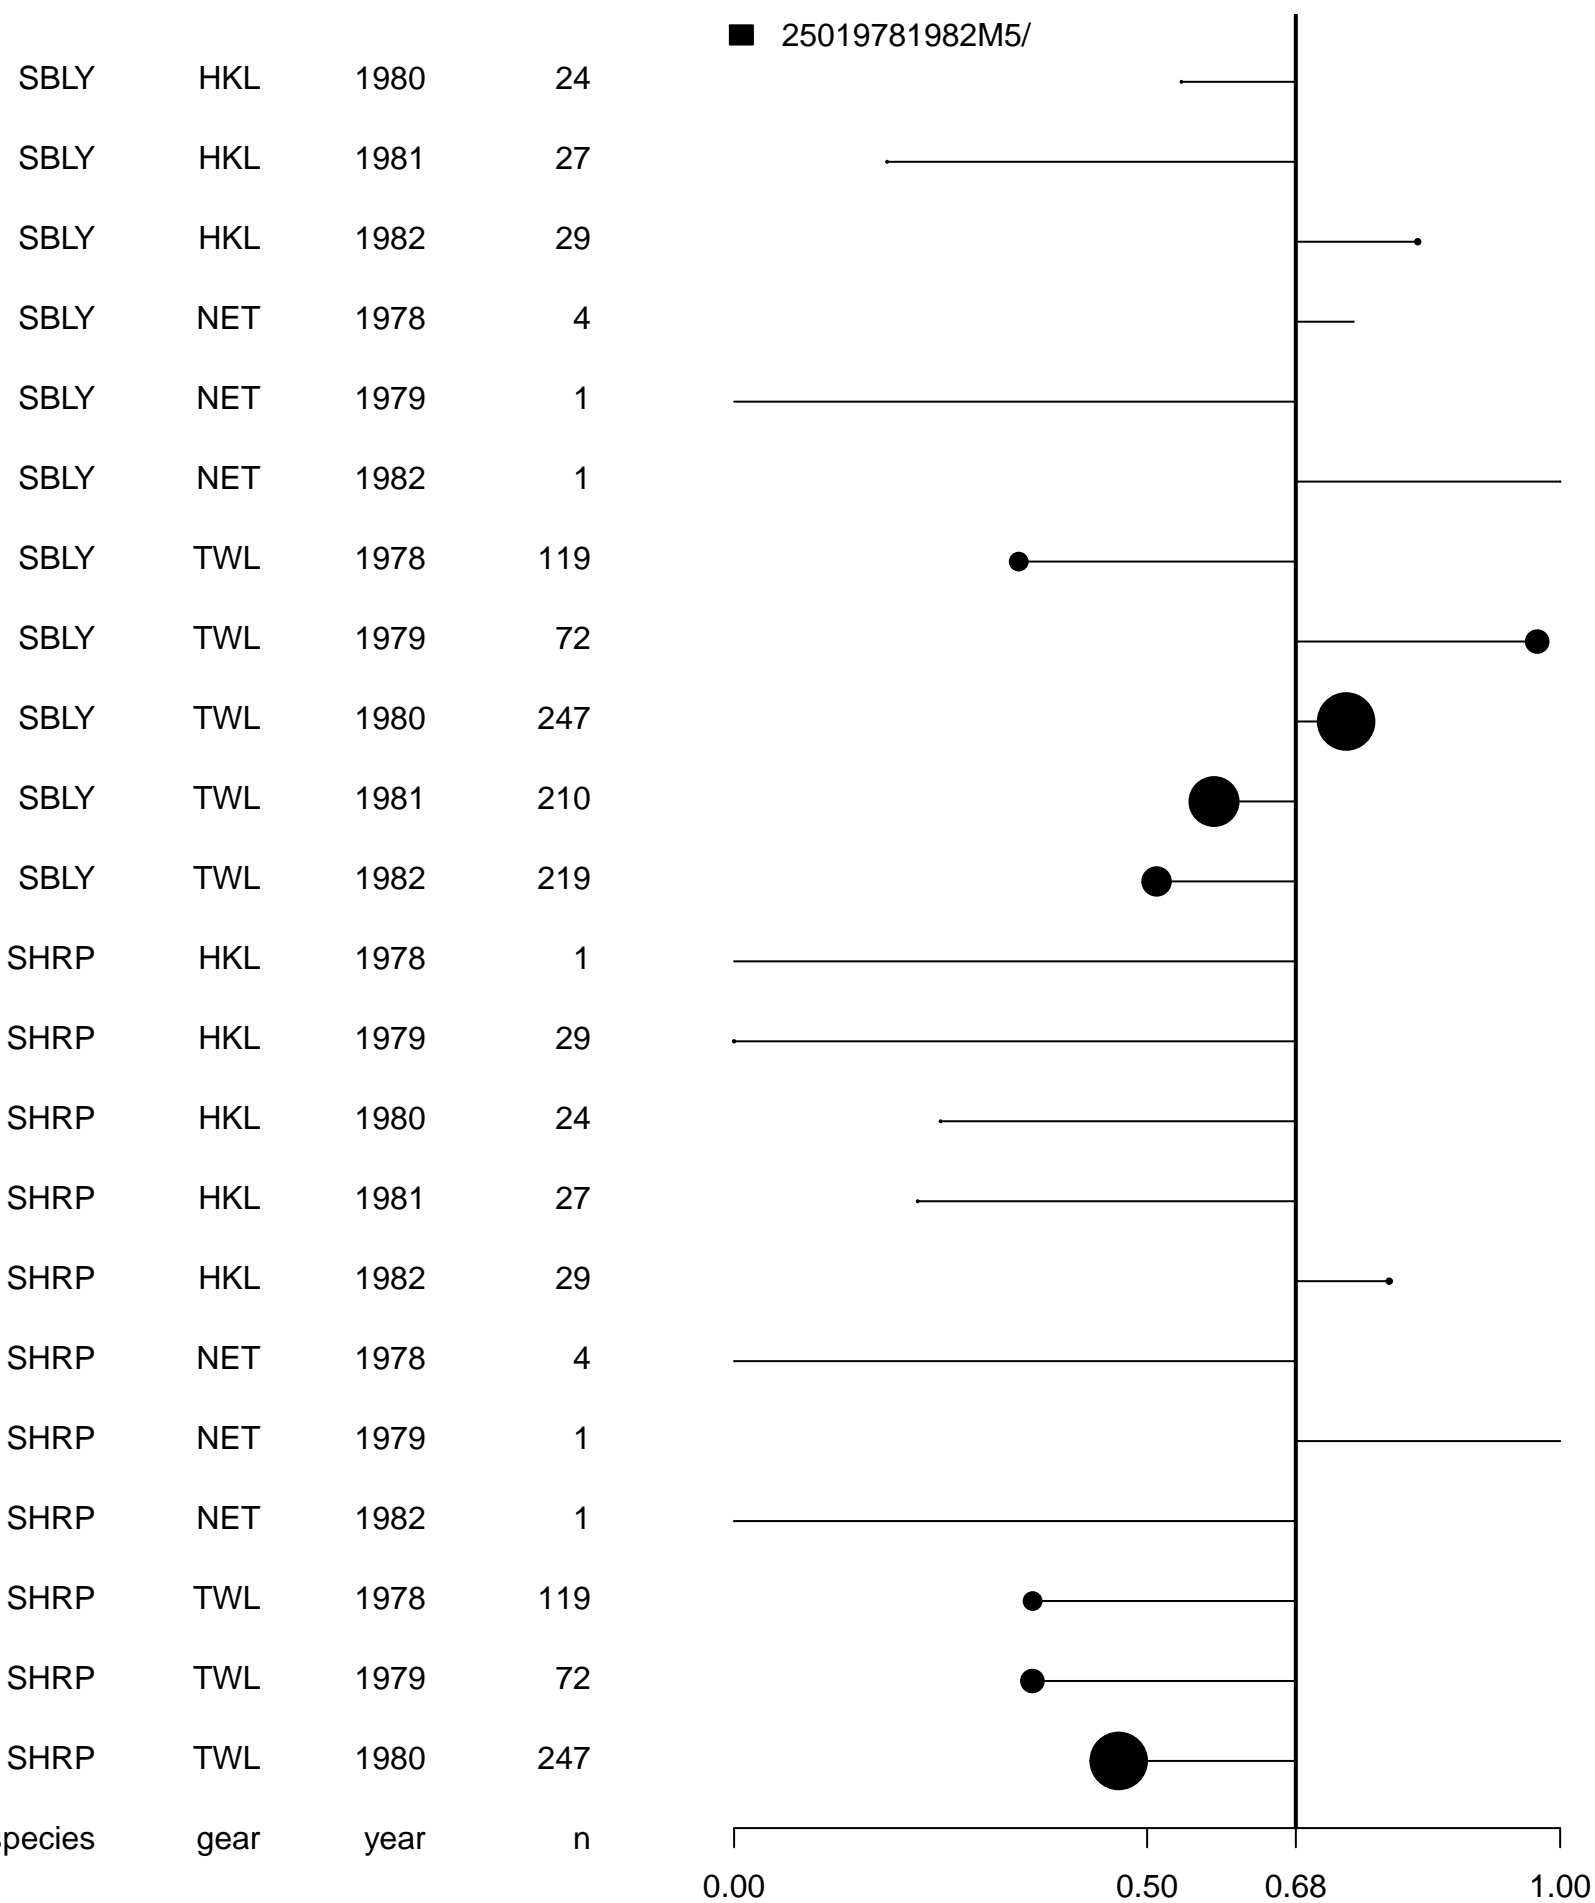 25019781982M5/
SBLY HKL 1980 24
SBLY HKL 1981 27
SBLY HKL 1982 29
SBLY NET 1978 4
SBLY NET 1979 1
SBLY NET 1982 1
SBLY TWL 1978 119
SBLY TWL 1979 72
SBLY TWL 1980 247
SBLY TWL 1981 210
SBLY TWL 1982 219
SHRP HKL 1978 1
SHRP HKL 1979 29
SHRP HKL 1980 24
SHRP HKL 1981 27
SHRP HKL 1982 29
SHRP NET 1978 4
SHRP NET 1979 1
SHRP NET 1982 1
SHRP TWL 1978 119
SHRP TWL 1979 72
SHRP TWL 1980 247
species gear year n
0.00 0.50 0.68 1.00